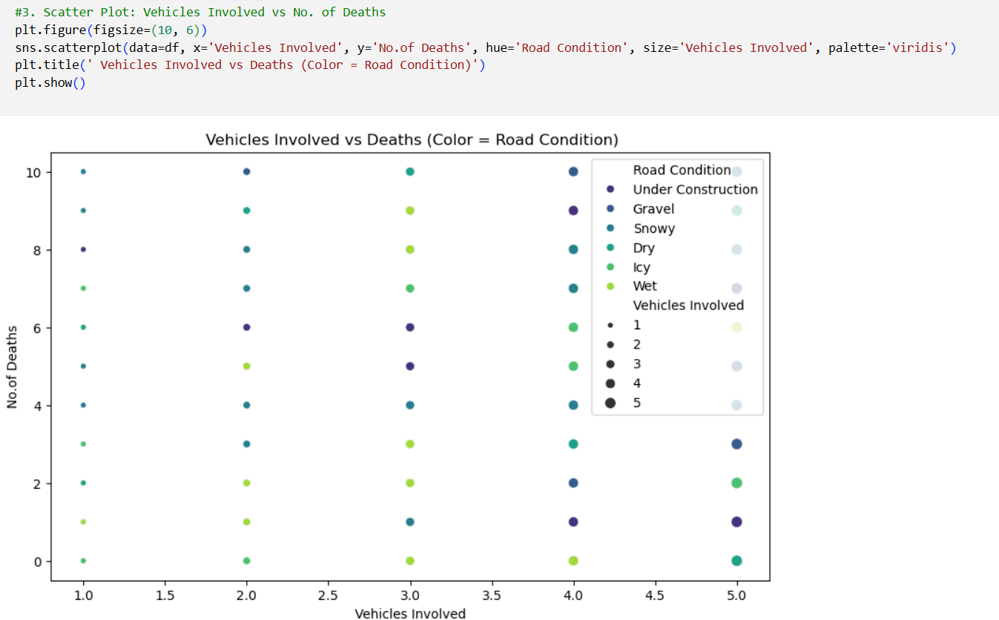 #3. Scatter Plot: Vehicles Involved vs No. of Deaths
plt.figure(figsize=(10, 6))
sns.scatterplot(data=df, x='Vehicles Involved', y='No.of Deaths', hue='Road Condition', size='Vehicles Involved', palette='viridis')
plt.title(' Vehicles Involved vs Deaths (Color = Road Condition)')
plt.show()
Vehicles Involved vs Deaths (Color = Road Condition)
No.of Deaths
10
8
6
4
2
0
Road Condition
Under Construction
Gravel
Snowy
Dry
Icy
Wet
Vehicles Involved
1
2
3
4
5
1.0 1.5 2.0 2.5 3.0 3.5 4.0 4.5 5.0
Vehicles Involved